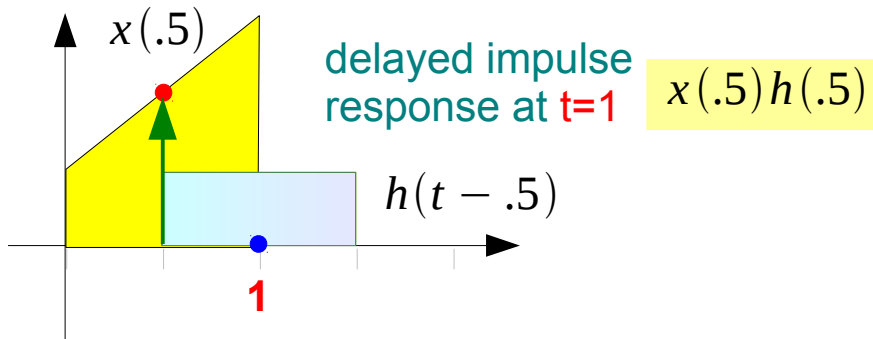 x(.5)
delayed impulse
response at t=1
x(.5)h(.5)
h(t − .5)
1